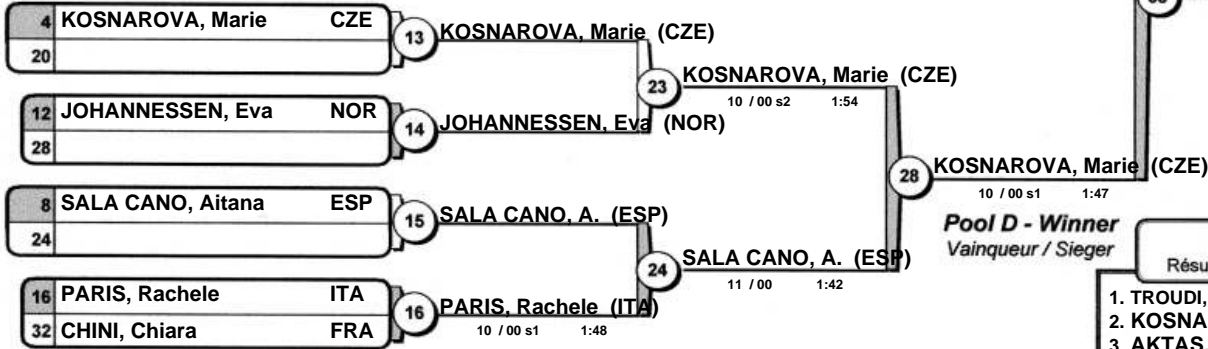 4 KOSNAROVA, Marie CZE
20
13 KOSNAROVA, Marie (CZE)
12 JOHANNESSEN, Eva NOR
28
14 JOHANNESSEN, Eva (NOR)
23 KOSNAROVA, Marie (CZE)
10 / 00 s2 1:54
8 SALA CANO, Aitana ESP
24
15 SALA CANO, A. (ESP)
16 PARIS, Rachele ITA
32 CHINI, Chiara FRA
16 PARIS, Rachele (ITA)
10 / 00 s1 1:48
24 SALA CANO, A. (ESP)
11 / 00 1:42
28 KOSNAROVA, Marie (CZE)
10 / 00 s1 1:47
Pool D - Winner
Vainqueur / Sieger
Résu
1. TROUDI,
2. KOSNA
3. AKTAS